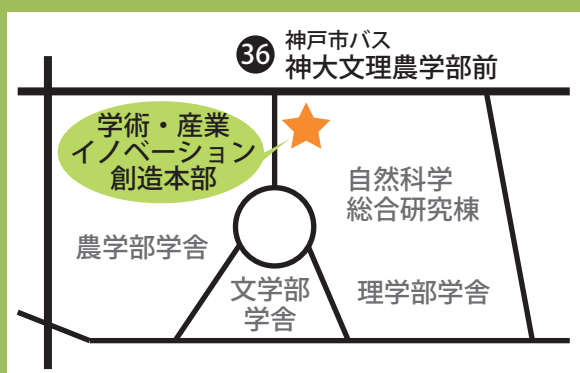 36
神戸市バス
神大文理農学部前
学術・産業
イノベーション
創造本部
自然科学
総合研究棟
農学部学舎
文学部
学舎
理学部学舎